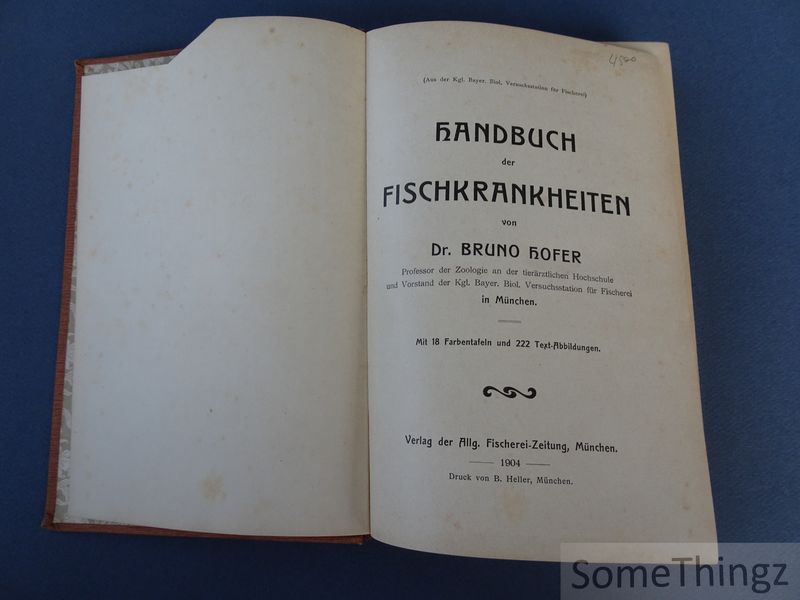 4500
(Aus der Kgl. Bayer. Biol. Versuchsstation für Fischerei)
HANDBUCH
der
FISCHKRANKHEITEN
von
Dr. BRUNO HOFER
Professor der Zoologie an der tierärztlichen Hochschule
und Vorstand der Kgl. Bayer. Biol. Versuchsstation für Fischerei
in München.
Mit 18 Farbentafeln und 222 Text-Abbildungen.
Verlag der Allg. Fischerei-Zeitung, München.
1904
Druck von B. Heller, München.
SomeThingz